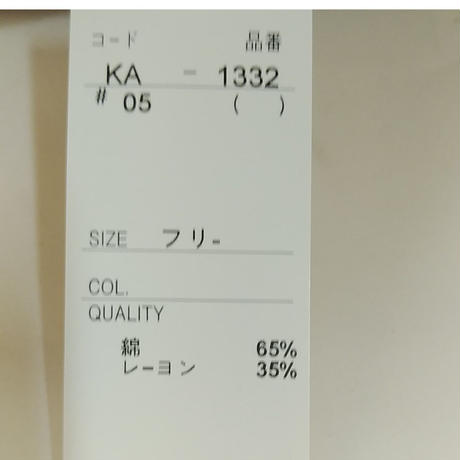 コード 品番
KA - 1332
# 05 ( )
SIZE フリー
COL.
QUALITY
綿 65%
レーヨン 35%